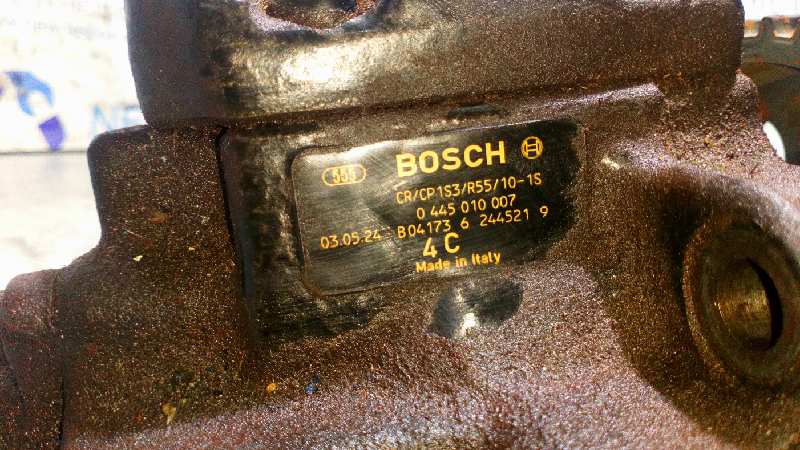 BOSCH
555
CR/CP1S3/R55/10-1S
0 445 010 007
03.05.24 B04173 6 244521 9
4 C
Made in Italy
NE